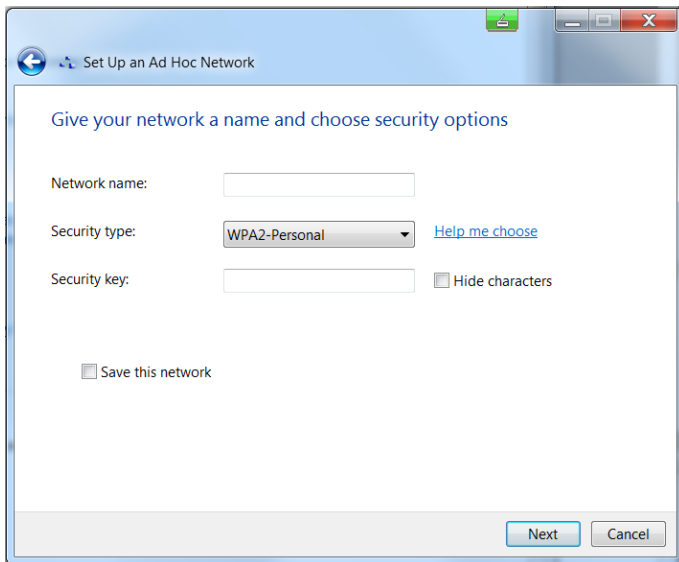 Set Up an Ad Hoc Network
Give your network a name and choose security options
Network name:
Security type: WPA2-Personal Help me choose
Security key: Hide characters
Save this network
Next Cancel